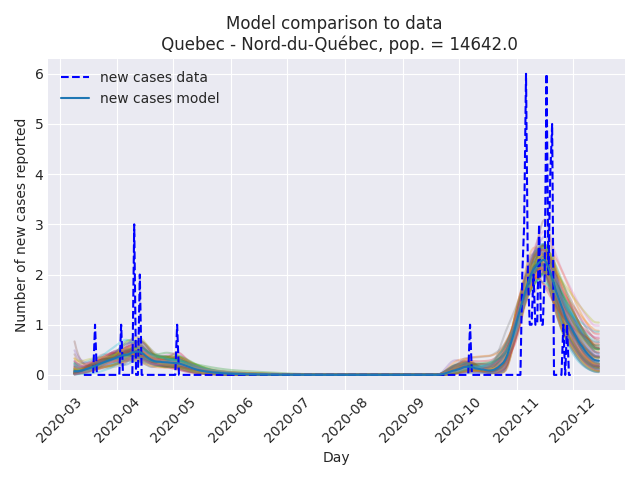 Model comparison to data
Quebec - Nord-du-Québec, pop. = 14642.0
new cases data
new cases model
Number of new cases reported
6
5
4
3
2
1
0
2020-03
2020-04
2020-05
2020-06
2020-07
2020-08
2020-09
2020-10
2020-11
2020-12
Day